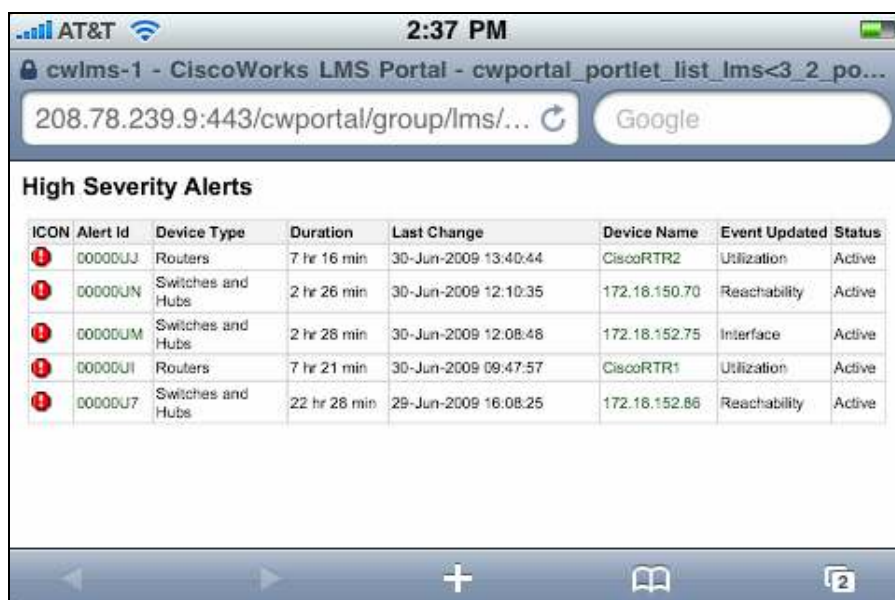 AT&T 2:37 PM
cwlms-1 - CiscoWorks LMS Portal - cwportal_portlet_list_lms<3_2_po...
208.78.239.9:443/cwportal/group/lms/... Google
High Severity Alerts
ICON Alert Id Device Type Duration Last Change Device Name Event Updated Status
00000UJ Routers 7 hr 16 min 30-Jun-2009 13:40:44 CiscoRTR2 Utilization Active
00000UN Switches and Hubs 2 hr 26 min 30-Jun-2009 12:10:35 172.18.150.70 Reachability Active
00000UM Switches and Hubs 2 hr 28 min 30-Jun-2009 12:08:48 172.18.152.75 Interface Active
00000UI Routers 7 hr 21 min 30-Jun-2009 09:47:57 CiscoRTR1 Utilization Active
00000U7 Switches and Hubs 22 hr 28 min 29-Jun-2009 16:08:25 172.18.152.86 Reachability Active
2